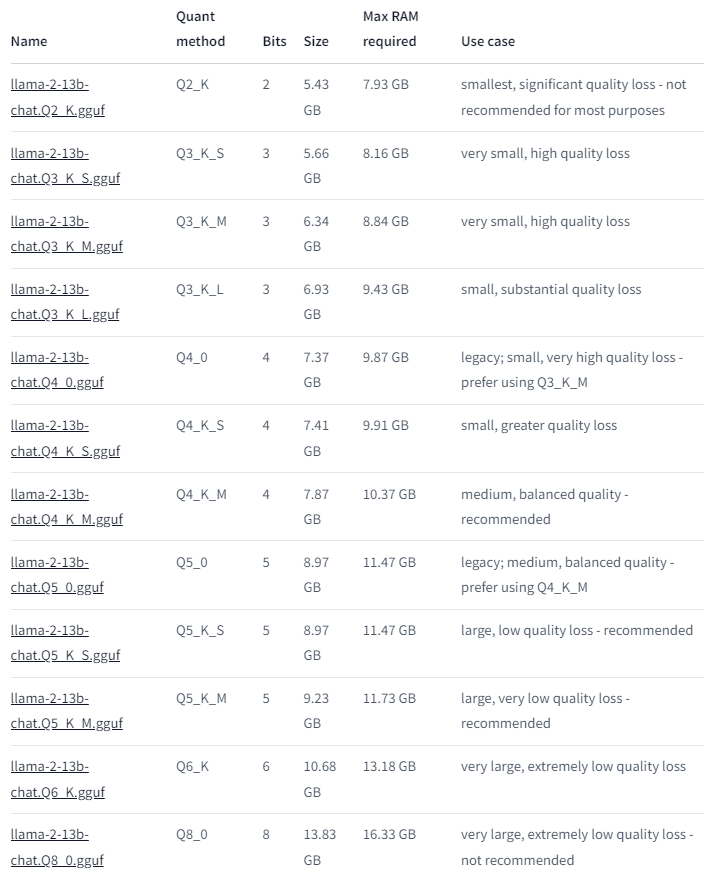 Quant Max RAM
Name method Bits Size required Use case
llama-2-13b- Q2_K 2 5.43 7.93 GB smallest, significant quality loss - not
chat.Q2_K.gguf GB recommended for most purposes
llama-2-13b- Q3_K_S 3 5.66 8.16 GB very small, high quality loss
chat.Q3_K_S.gguf GB
llama-2-13b- Q3_K_M 3 6.34 8.84 GB very small, high quality loss
chat.Q3_K_M.gguf GB
llama-2-13b- Q3_K_L 3 6.93 9.43 GB small, substantial quality loss
chat.Q3_K_L.gguf GB
llama-2-13b- Q4_0 4 7.37 9.87 GB legacy; small, very high quality loss -
chat.Q4_0.gguf GB prefer using Q3_K_M
llama-2-13b- Q4_K_S 4 7.41 9.91 GB small, greater quality loss
chat.Q4_K_S.gguf GB
llama-2-13b- Q4_K_M 4 7.87 10.37 GB medium, balanced quality -
chat.Q4_K_M.gguf GB recommended
llama-2-13b- Q5_0 5 8.97 11.47 GB legacy; medium, balanced quality -
chat.Q5_0.gguf GB prefer using Q4_K_M
llama-2-13b- Q5_K_S 5 8.97 11.47 GB large, low quality loss - recommended
chat.Q5_K_S.gguf GB
llama-2-13b- Q5_K_M 5 9.23 11.73 GB large, very low quality loss -
chat.Q5_K_M.gguf GB recommended
llama-2-13b- Q6_K 6 10.68 13.18 GB very large, extremely low quality loss
chat.Q6_K.gguf GB
llama-2-13b- Q8_0 8 13.83 16.33 GB very large, extremely low quality loss -
chat.Q8_0.gguf GB not recommended